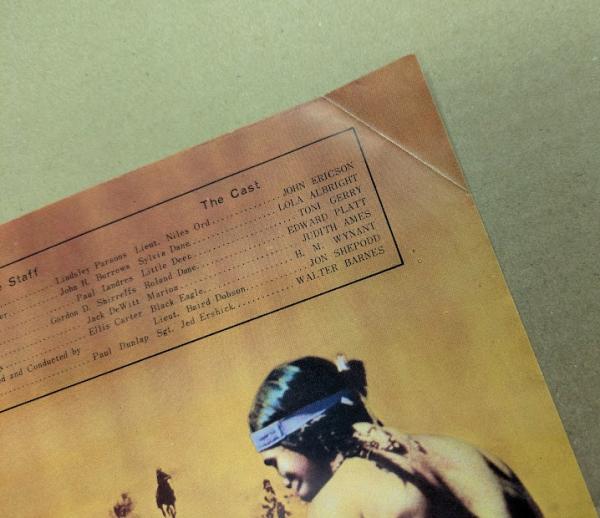 Staff
Lindsley Parsons
John H. Burrows
Paul Landres
Gordon D. Shirreffs
Jack DeWitt
Ellis Carter
and Conducted by
Paul Dunlap
The Cast
Lieut. Niles Ord........JOHN ERICSON
Sylvia Dane........LOLA ALBRIGHT
Little Deer........TONI GERRY
Roland Dane........EDWARD PLATT
Marion........JUDITH AMES
Black Eagle........H. M. WYNANT
Lieut. Baird Dobson........JON SHEPODD
Sgt. Jed Ershick........WALTER BARNES